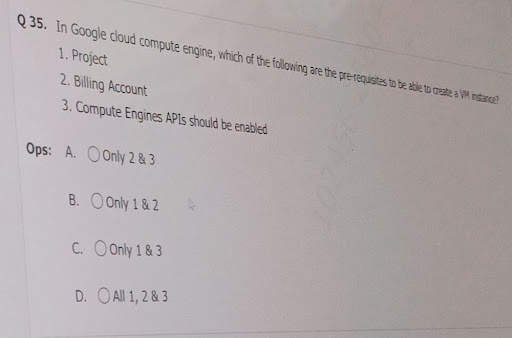 Q 35. In Google cloud compute engine, which of the following are the pre-requisites to be able to create a VM instance?
1. Project
2. Billing Account
3. Compute Engines APIs should be enabled
Ops: A. Only 2 & 3
B. Only 1 & 2
C. Only 1 & 3
D. All 1, 2 & 3